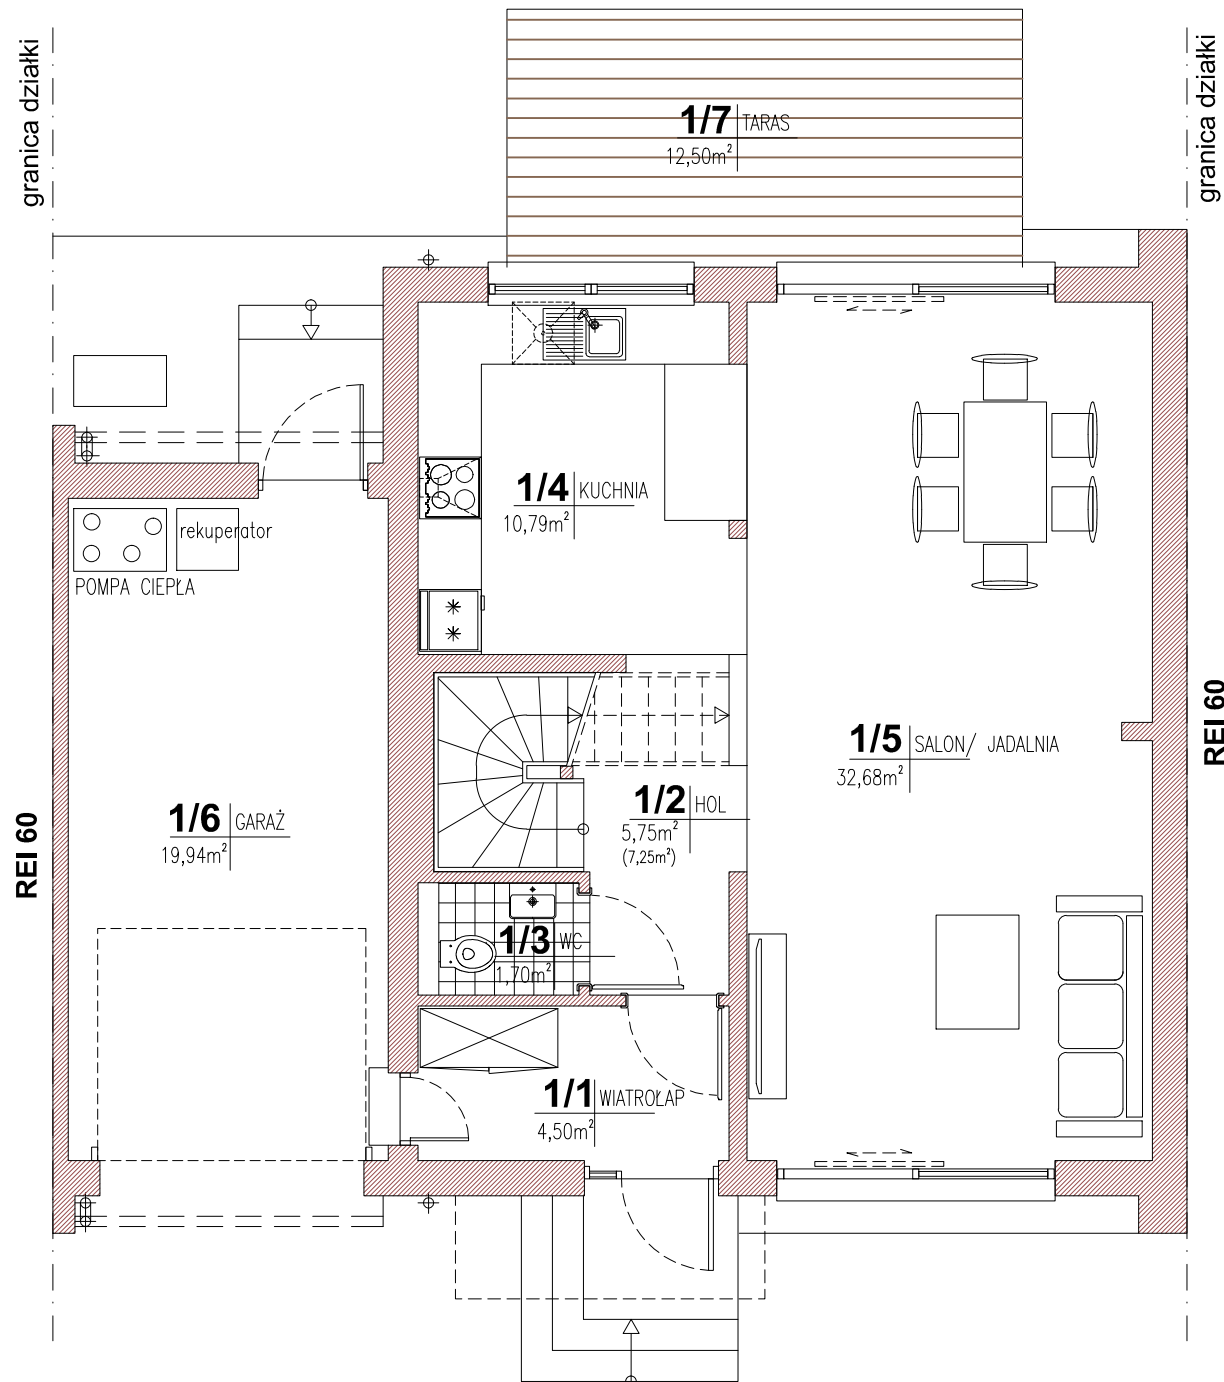 granica działki
granica działki
1/7 TARAS
12,50m²
1/4 KUCHNIA
10,79m²
rekuperator
POMPA CIEPŁA
1/5 SALON/ JADALNIA
32,68m²
REI 60
1/2 HOL
5,75m²
(7,25m²)
1/6 GARAŻ
19,94m²
REI 60
1/3 WC
1,70m²
1/1 WIATROŁAP
4,50m²